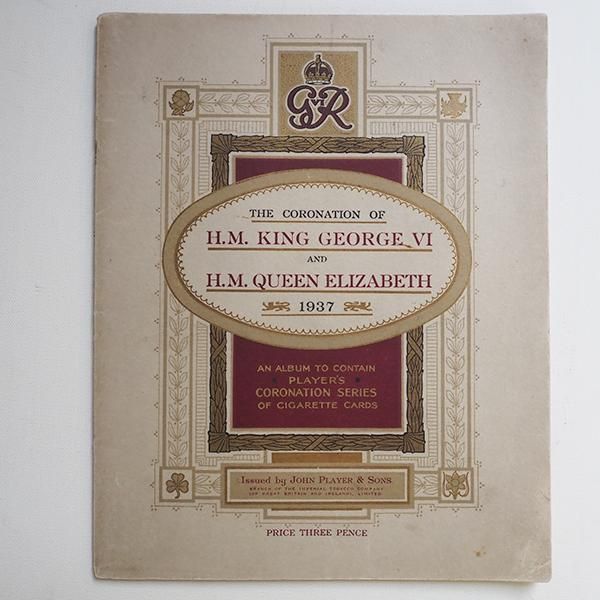 GVIR
THE CORONATION OF
H.M. KING GEORGE VI
AND
H.M. QUEEN ELIZABETH
1937
AN ALBUM TO CONTAIN
PLAYER'S
CORONATION SERIES
OF CIGARETTE CARDS
Issued by JOHN PLAYER & SONS
BRANCH OF THE IMPERIAL TOBACCO COMPANY
(OF GREAT BRITAIN AND IRELAND), LIMITED
PRICE THREE PENCE